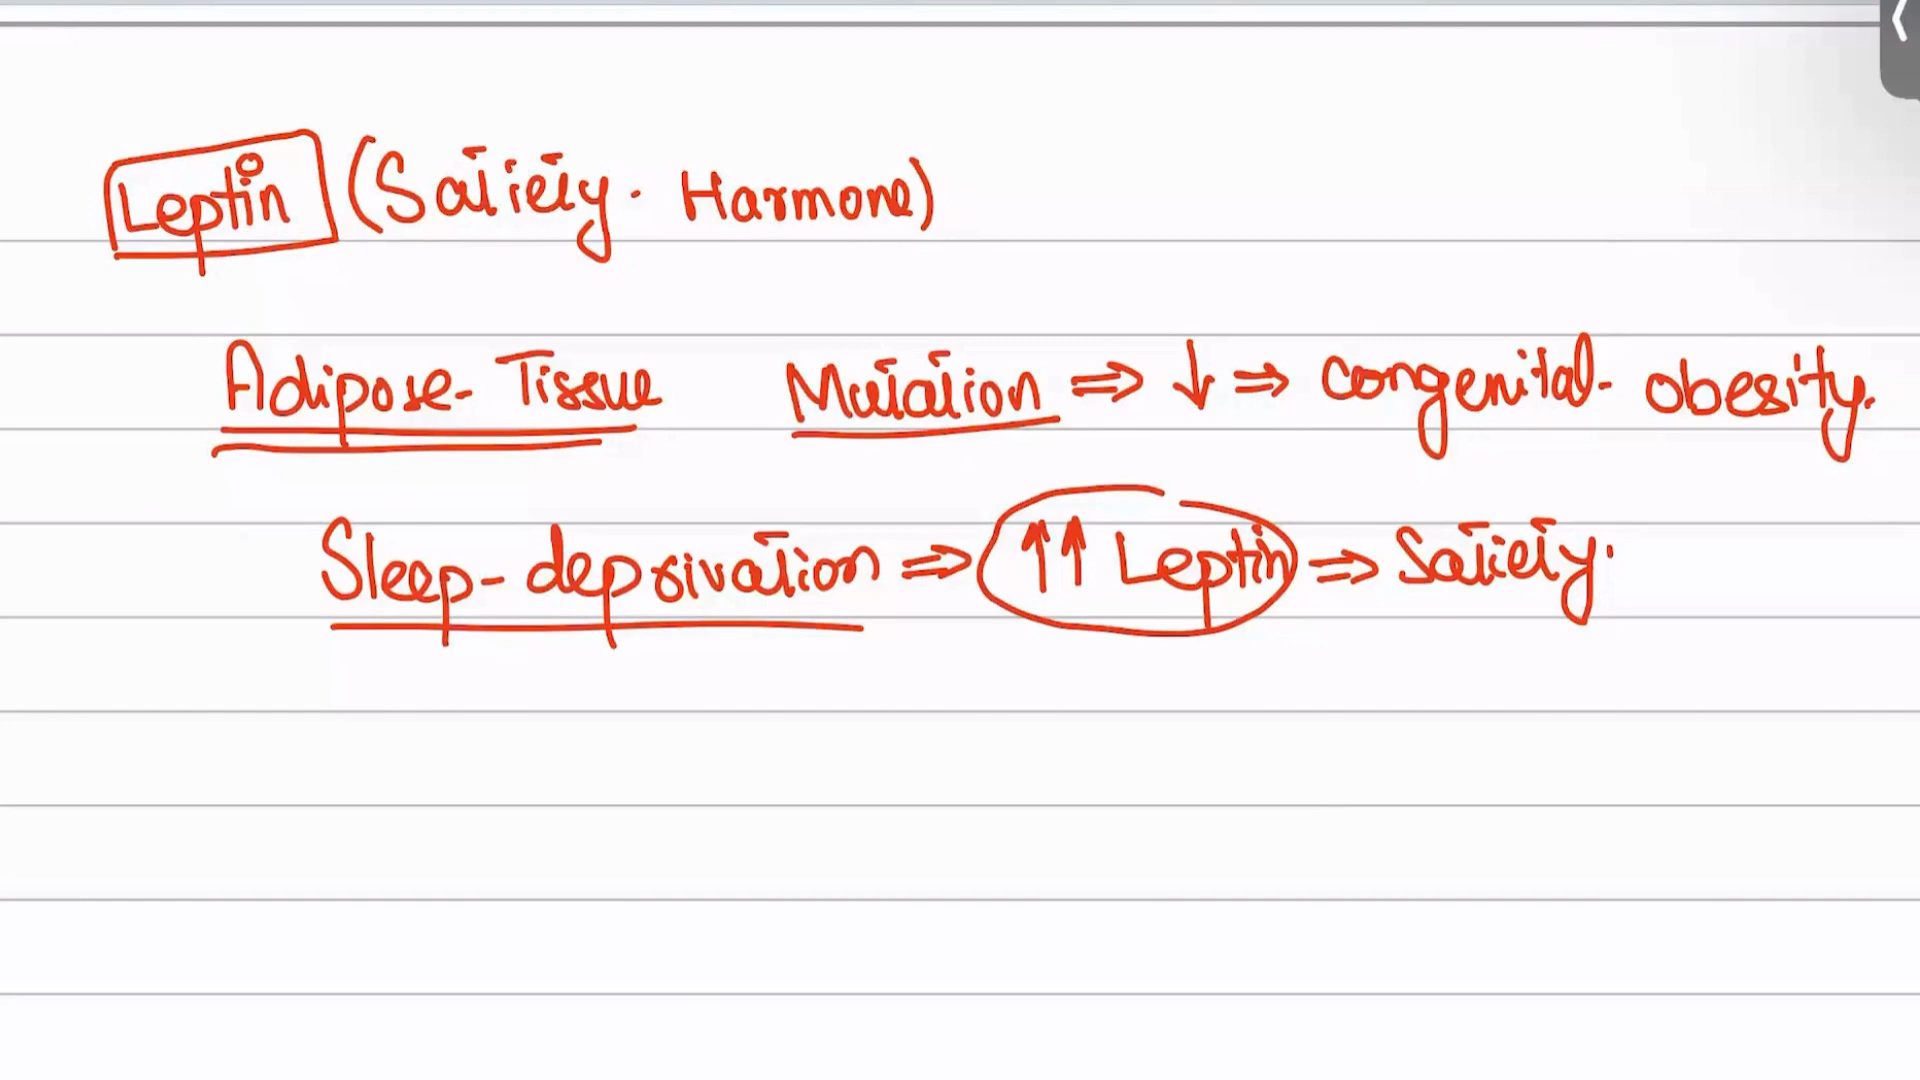 Leptin (Satiety. Harmone)
Adipose-Tissue Mutation ⇒ ↓ ⇒ congenital. obesity.
Sleep-deprivation ⇒ ↑↑ Leptin ⇒ Satiety.